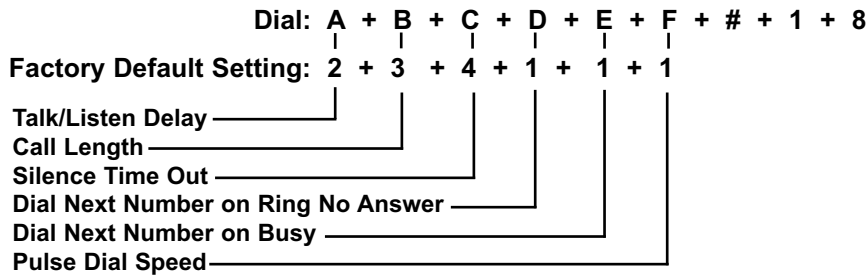 Dial: A + B + C + D + E + F + # + 1 + 8
Factory Default Setting: 2 + 3 + 4 + 1 + 1 + 1
Talk/Listen Delay
Call Length
Silence Time Out
Dial Next Number on Ring No Answer
Dial Next Number on Busy
Pulse Dial Speed